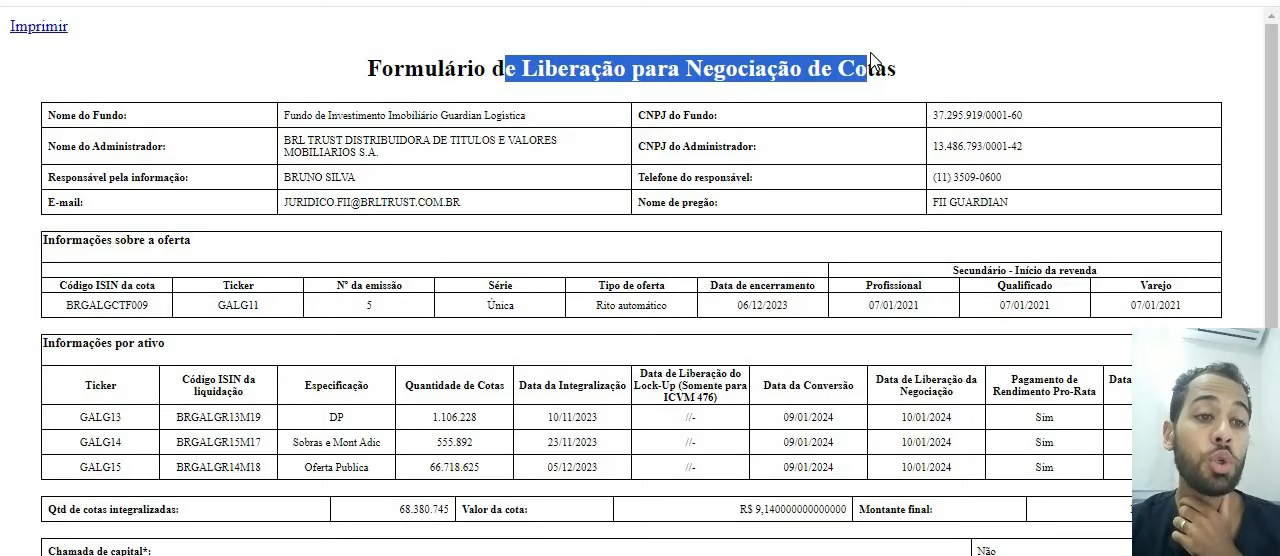 Imprimir
Formulário de Liberação para Negociação de Cotas
Nome do Fundo: Fundo de Investimento Imobiliário Guardian Logística CNPJ do Fundo: 37.295.919/0001-60
Nome do Administrador: BRL TRUST DISTRIBUIDORA DE TITULOS E VALORES MOBILIARIOS S.A. CNPJ do Administrador: 13.486.793/0001-42
Responsável pela informação: BRUNO SILVA Telefone do responsável: (11) 3509-0600
E-mail: JURIDICO.FII@BRLTRUST.COM.BR Nome de pregão: FII GUARDIAN
Informações sobre a oferta
Secundário - Início da revenda
Código ISIN da cota Ticker Nº da emissão Série Tipo de oferta Data de encerramento Profissional Qualificado Varejo
BRGALGCTF009 GALG11 5 Única Rito automático 06/12/2023 07/01/2021 07/01/2021 07/01/2021
Informações por ativo
Ticker Código ISIN da liquidação Especificação Quantidade de Cotas Data da Integralização Data de Liberação do Lock-Up (Somente para ICVM 476) Data da Conversão Data de Liberação da Negociação Pagamento de Rendimento Pro-Rata Data
GALG13 BRGALGR13M19 DP 1.106.228 10/11/2023 //- 09/01/2024 10/01/2024 Sim
GALG14 BRGALGR15M17 Sobras e Mont Adic 555.892 23/11/2023 //- 09/01/2024 10/01/2024 Sim
GALG15 BRGALGR14M18 Oferta Publica 66.718.625 05/12/2023 //- 09/01/2024 10/01/2024 Sim
Qtd de cotas integralizadas: 68.380.745 Valor da cota: R$ 9,140000000000000 Montante final:
Chamada de capital*: Não